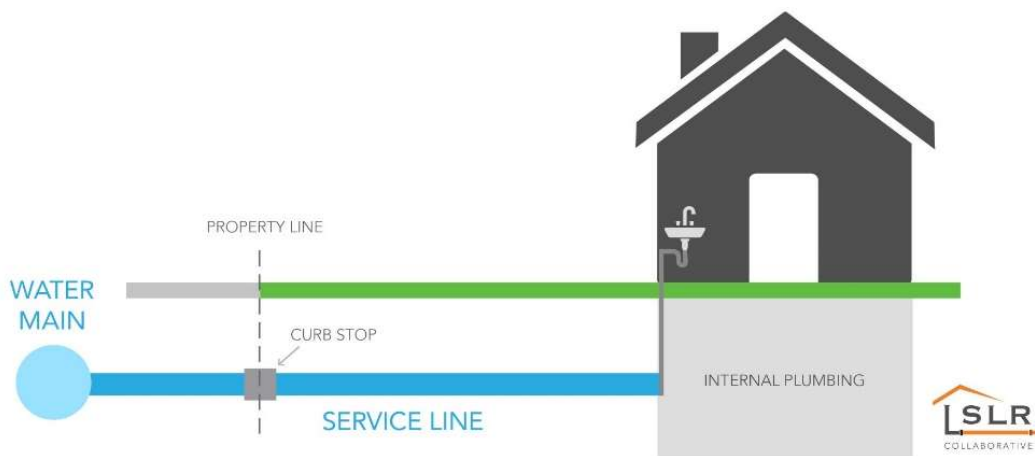 PROPERTY LINE
WATER
MAIN
CURB STOP
SERVICE LINE
INTERNAL PLUMBING
LSLR
COLLABORATIVE